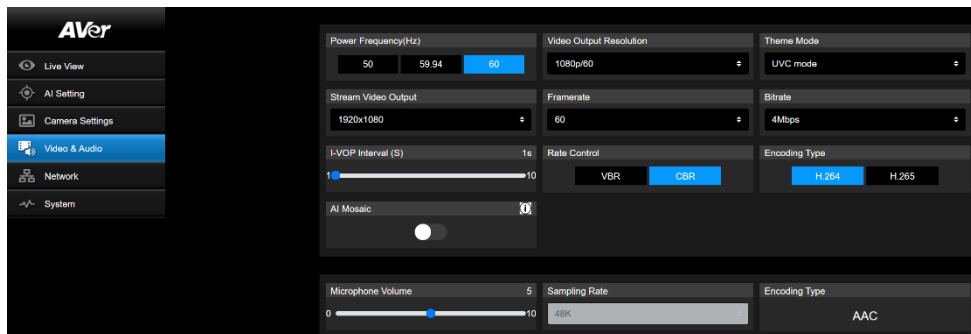 AVer
Live View
AI Setting
Camera Settings
Video & Audio
Network
System
Power Frequency(Hz)
50 59.94 60
Video Output Resolution
1080p/60
Theme Mode
UVC mode
Stream Video Output
1920x1080
Framerate
60
Bitrate
4Mbps
I-VOP Interval (S) 1s
1 10
Rate Control
VBR CBR
Encoding Type
H.264 H.265
AI Mosaic
Microphone Volume 5
0 10
Sampling Rate
48K
Encoding Type
AAC